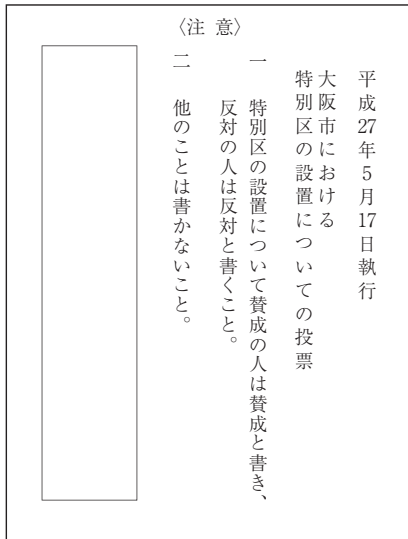 平成27年5月17日執行
大阪市における
特別区の設置についての投票
〈注 意〉
一 特別区の設置について賛成の人は賛成と書き、
反対の人は反対と書くこと。
二 他のことは書かないこと。